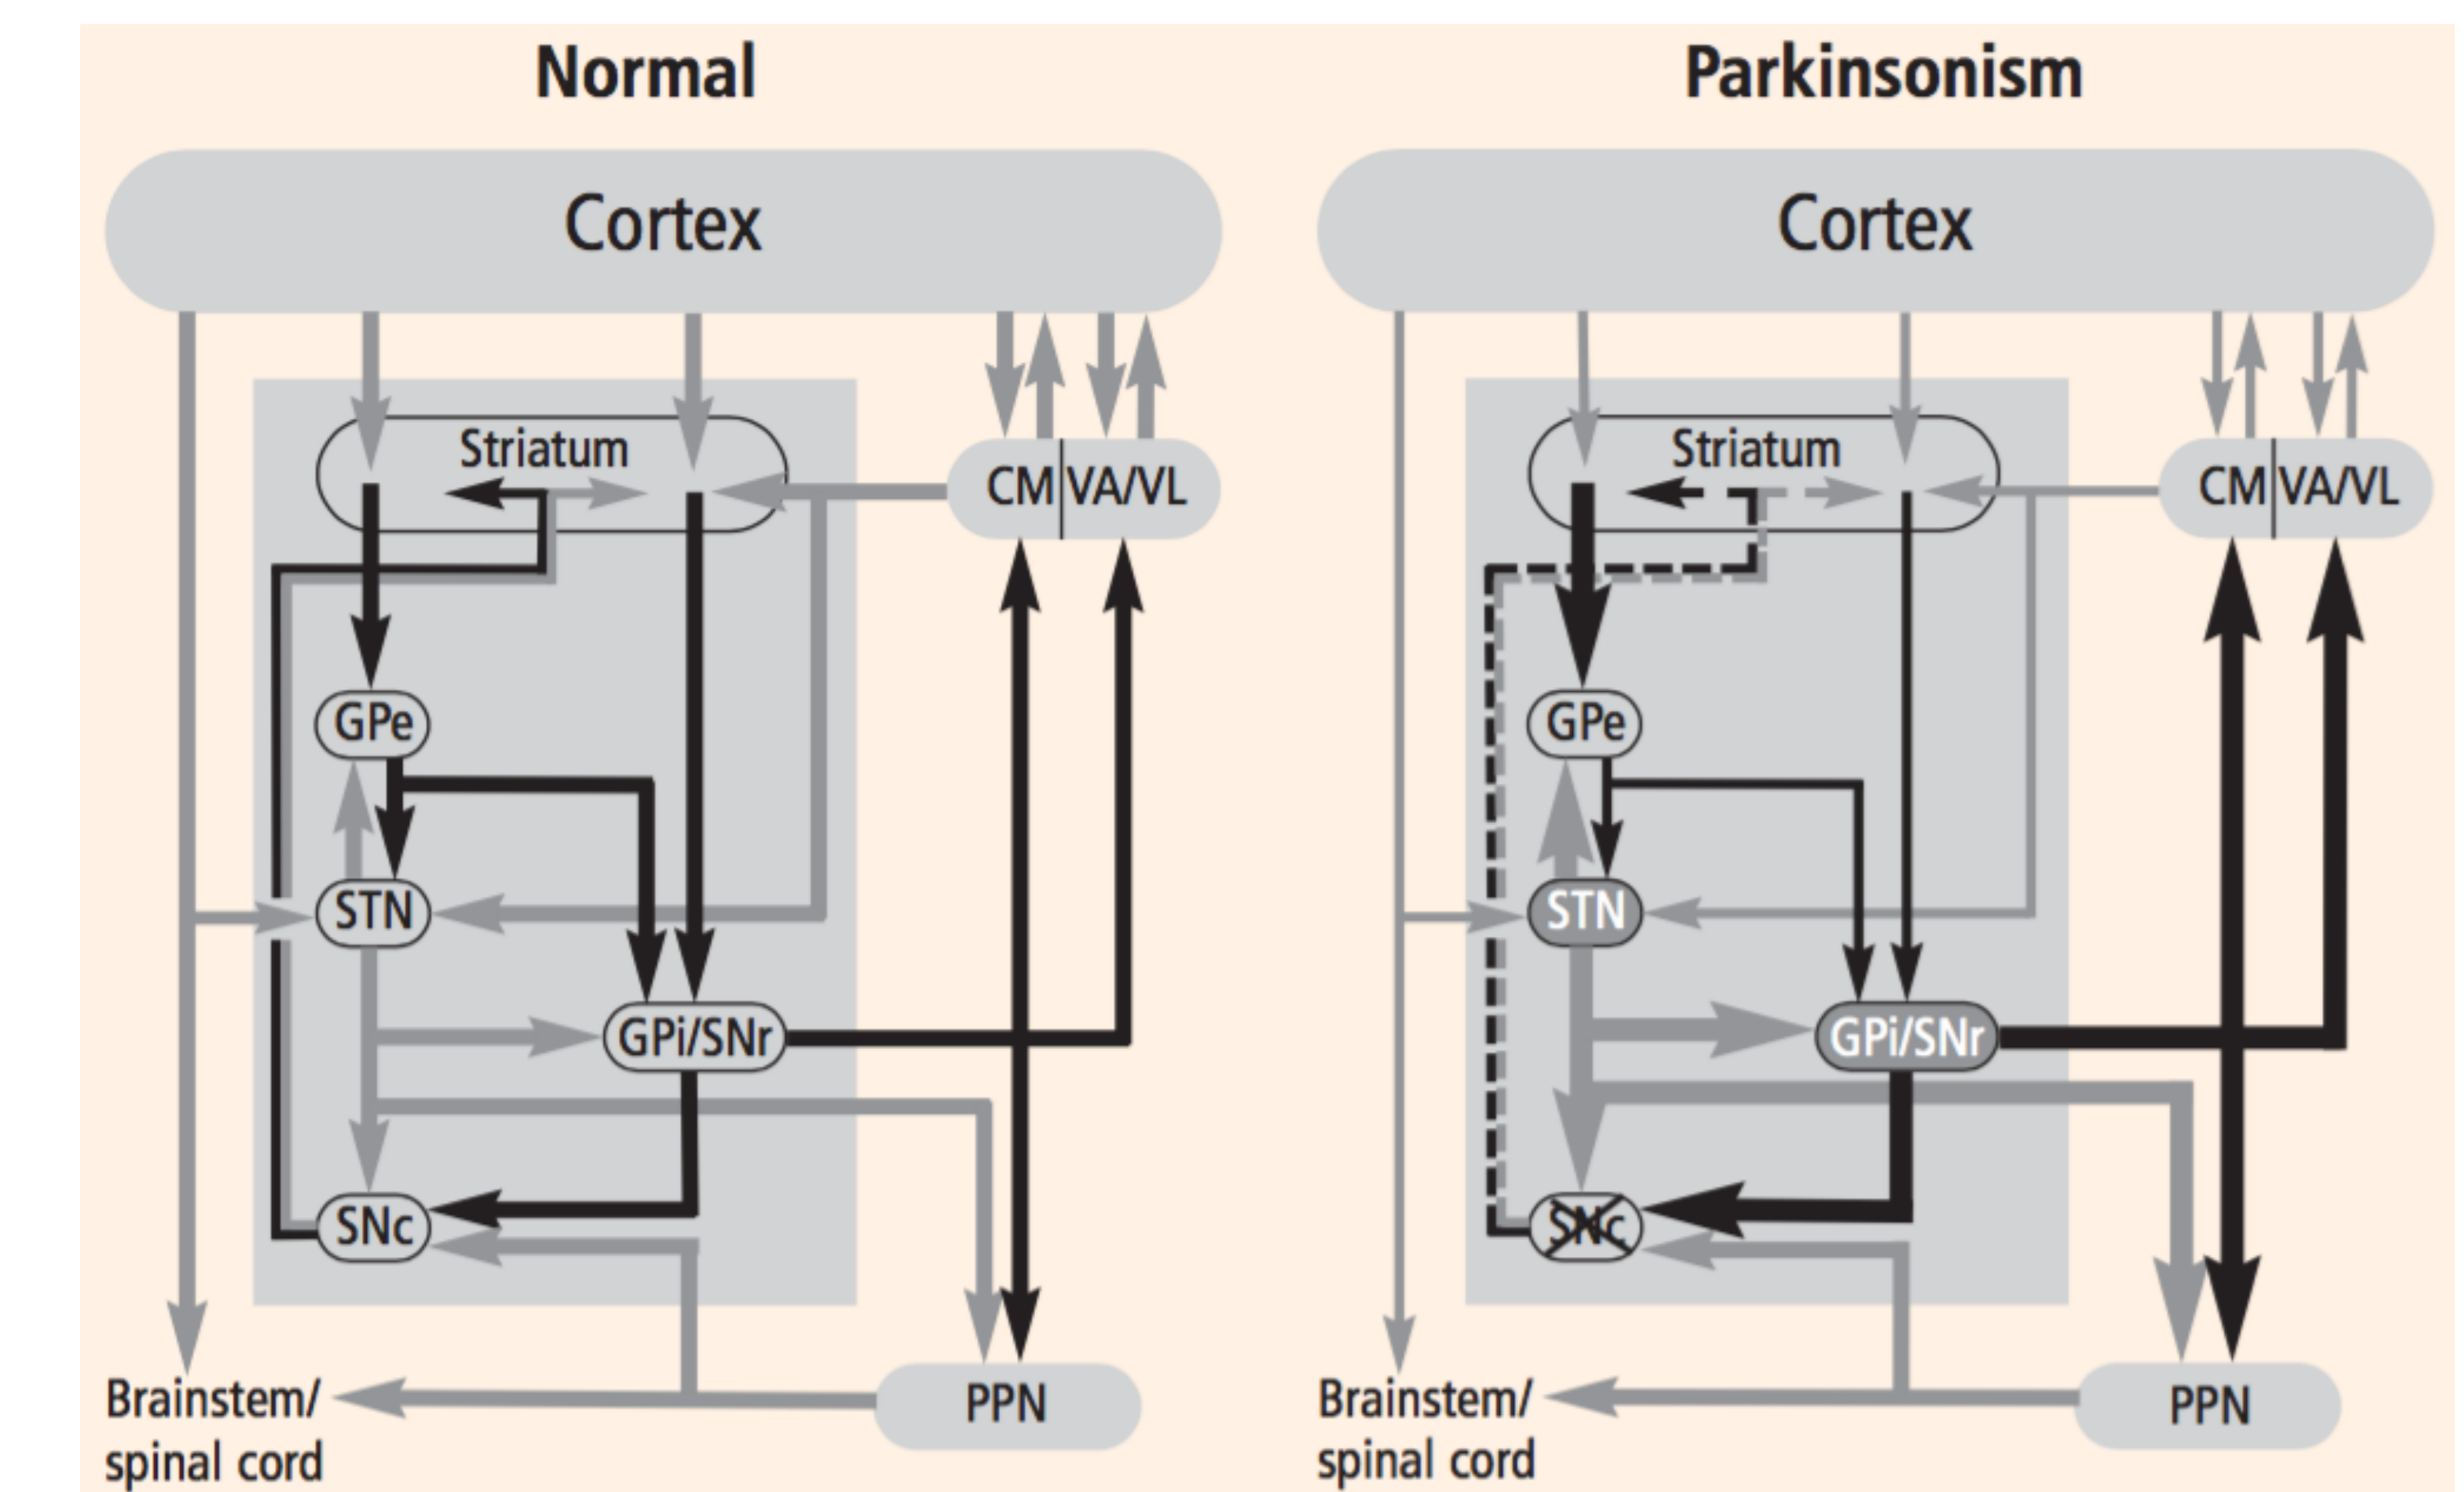 Normal
Cortex
Striatum
CM VA/VL
GPe
STN
GPi/SNr
SNc
PPN
Brainstem/
spinal cord
Parkinsonism
Cortex
Striatum
CM VA/VL
GPe
STN
GPi/SNr
SNc
PPN
Brainstem/
spinal cord